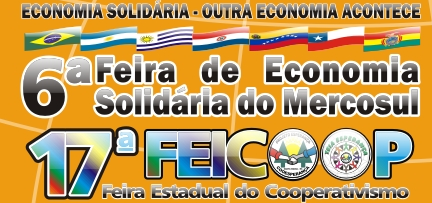 ECONOMIA SOLIDÁRIA - OUTRA ECONOMIA ACONTECE
6ª Feira de Economia
Solidária do Mercosul
17ª FEICOOP
Feira Estadual do Cooperativismo